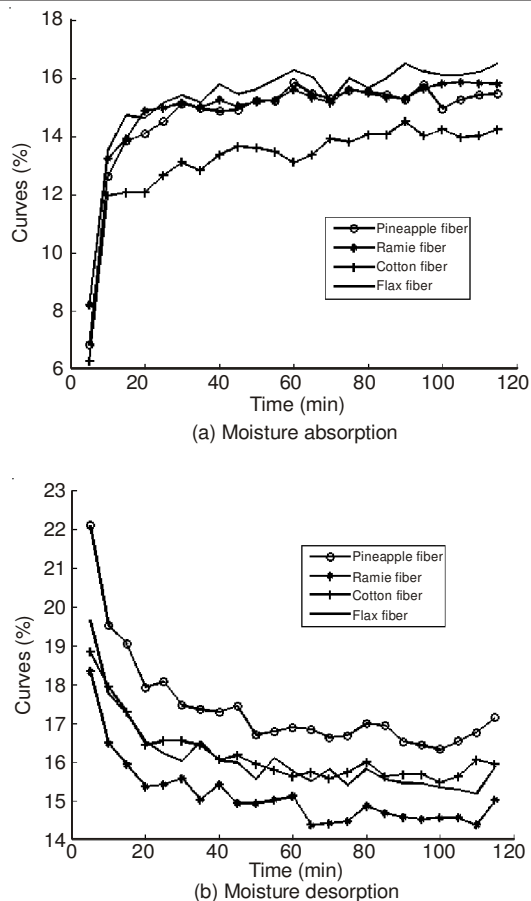 18
16
14
12
10
8
6
Curves (%)
Pineapple fiber
Ramie fiber
Cotton fiber
Flax fiber
0 20 40 60 80 100 120
Time (min)
(a) Moisture absorption
23
22
21
20
19
18
17
16
15
14
Curves (%)
Pineapple fiber
Ramie fiber
Cotton fiber
Flax fiber
0 20 40 60 80 100 120
Time (min)
(b) Moisture desorption